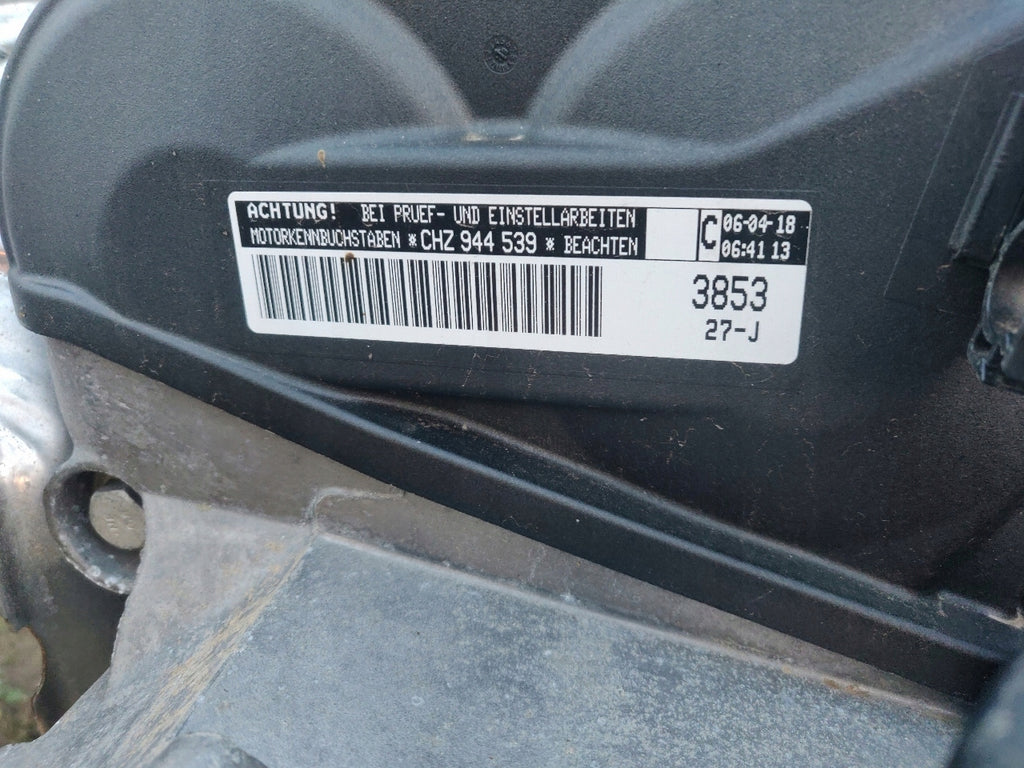 ACHTUNG! BEI PRUEF- UND EINSTELLARBEITEN
MOTORKENNBUCHSTABEN *CHZ 944 539* BEACHTEN
C
06-04-18
06:41 13
3853
27-J